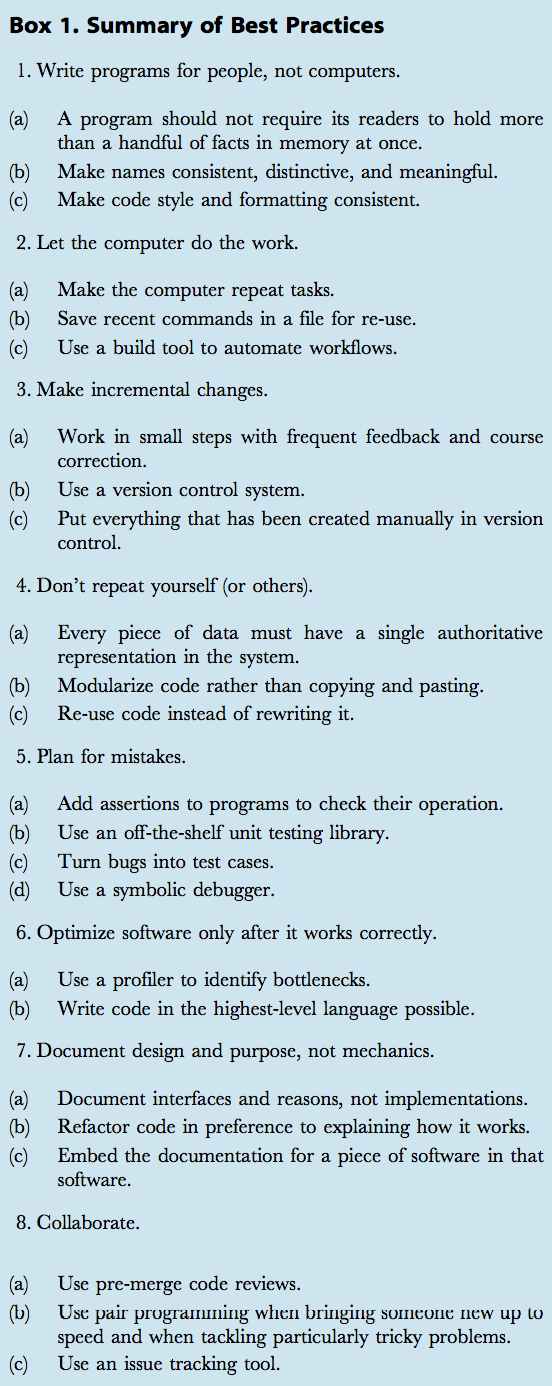 Box 1. Summary of Best Practices
1. Write programs for people, not computers.
(a) A program should not require its readers to hold more
than a handful of facts in memory at once.
(b) Make names consistent, distinctive, and meaningful.
(c) Make code style and formatting consistent.
2. Let the computer do the work.
(a) Make the computer repeat tasks.
(b) Save recent commands in a file for re-use.
(c) Use a build tool to automate workflows.
3. Make incremental changes.
(a) Work in small steps with frequent feedback and course
correction.
(b) Use a version control system.
(c) Put everything that has been created manually in version
control.
4. Don't repeat yourself (or others).
(a) Every piece of data must have a single authoritative
representation in the system.
(b) Modularize code rather than copying and pasting.
(c) Re-use code instead of rewriting it.
5. Plan for mistakes.
(a) Add assertions to programs to check their operation.
(b) Use an off-the-shelf unit testing library.
(c) Turn bugs into test cases.
(d) Use a symbolic debugger.
6. Optimize software only after it works correctly.
(a) Use a profiler to identify bottlenecks.
(b) Write code in the highest-level language possible.
7. Document design and purpose, not mechanics.
(a) Document interfaces and reasons, not implementations.
(b) Refactor code in preference to explaining how it works.
(c) Embed the documentation for a piece of software in that
software.
8. Collaborate.
(a) Use pre-merge code reviews.
(b) Use pair programming when bringing someone new up to
speed and when tackling particularly tricky problems.
(c) Use an issue tracking tool.